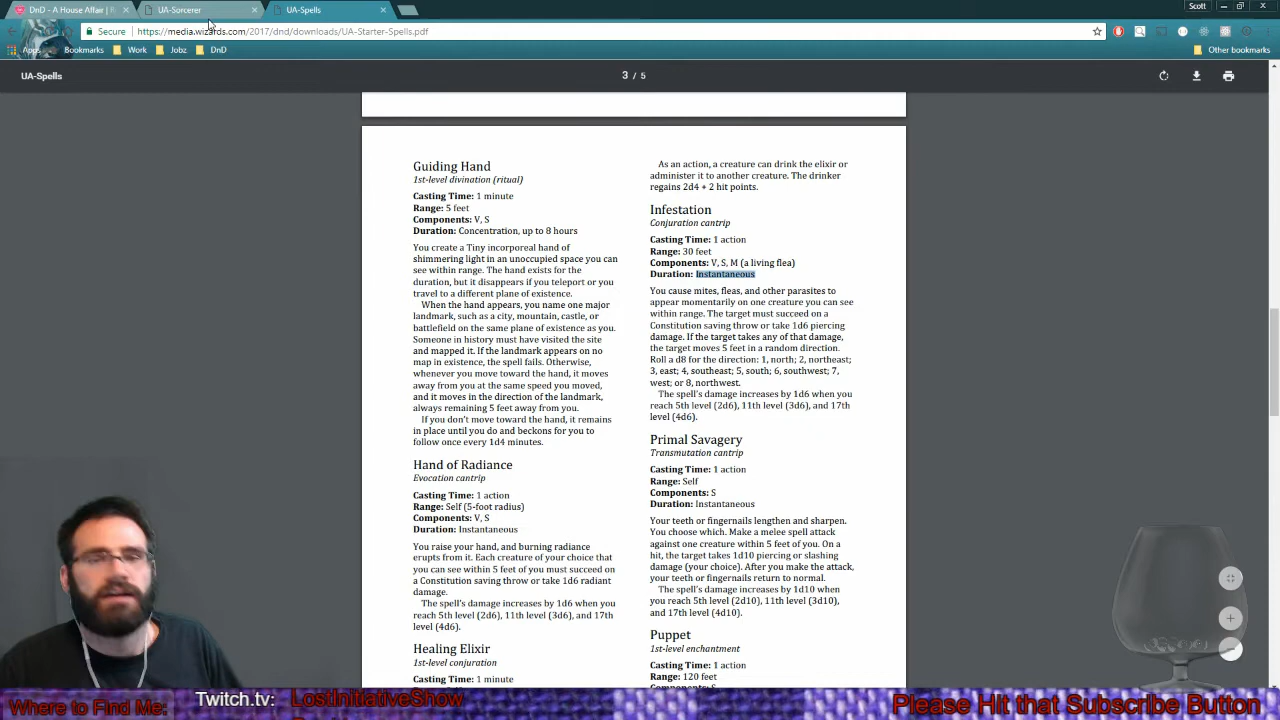 DnD - A House Affair | R
UA-Sorcerer
UA-Spells
Scott
Secure
https://media.wizards.com/2017/dnd/downloads/UA-Starter-Spells.pdf
Apps
Bookmarks
Work
Jobz
DnD
Other bookmarks
UA-Spells
3 / 5
Guiding Hand
1st-level divination (ritual)
Casting Time: 1 minute
Range: 5 feet
Components: V, S
Duration: Concentration, up to 8 hours
You create a Tiny incorporeal hand of
shimmering light in an unoccupied space you can
see within range. The hand exists for the
duration, but it disappears if you teleport or you
travel to a different plane of existence.
When the hand appears, you name one major
landmark, such as a city, mountain, castle, or
battlefield on the same plane of existence as you.
Someone in history must have visited the site
and mapped it. If the landmark appears on no
map in existence, the spell fails. Otherwise,
whenever you move toward the hand, it moves
away from you at the same speed you moved,
and it moves in the direction of the landmark,
always remaining 5 feet away from you.
If you don't move toward the hand, it remains
in place until you do and beckons for you to
follow once every 1d4 minutes.
Hand of Radiance
Evocation cantrip
Casting Time: 1 action
Range: Self (5-foot radius)
Components: V, S
Duration: Instantaneous
You raise your hand, and burning radiance
erupts from it. Each creature of your choice that
you can see within 5 feet of you must succeed on
a Constitution saving throw or take 1d6 radiant
damage.
The spell's damage increases by 1d6 when you
reach 5th level (2d6), 11th level (3d6), and 17th
level (4d6).
Healing Elixir
1st-level conjuration
Casting Time: 1 minute
As an action, a creature can drink the elixir or
administer it to another creature. The drinker
regains 2d4 + 2 hit points.
Infestation
Conjuration cantrip
Casting Time: 1 action
Range: 30 feet
Components: V, S, M (a living flea)
Duration: Instantaneous
You cause mites, fleas, and other parasites to
appear momentarily on one creature you can see
within range. The target must succeed on a
Constitution saving throw or take 1d6 piercing
damage. If the target takes any of that damage,
the target moves 5 feet in a random direction.
Roll a d8 for the direction: 1, north; 2, northeast;
3, east; 4, southeast; 5, south; 6, southwest; 7,
west; or 8, northwest.
The spell's damage increases by 1d6 when you
reach 5th level (2d6), 11th level (3d6), and 17th
level (4d6).
Primal Savagery
Transmutation cantrip
Casting Time: 1 action
Range: Self
Components: S
Duration: Instantaneous
Your teeth or fingernails lengthen and sharpen.
You choose which. Make a melee spell attack
against one creature within 5 feet of you. On a
hit, the target takes 1d10 piercing or slashing
damage (your choice). After you make the attack,
your teeth or fingernails return to normal.
The spell's damage increases by 1d10 when
you reach 5th level (2d10), 11th level (3d10),
and 17th level (4d10).
Puppet
1st-level enchantment
Casting Time: 1 action
Range: 120 feet
Where to Find Me:
Twitch.tv:
LostInitiativeShow
Please Hit that Subscribe Button